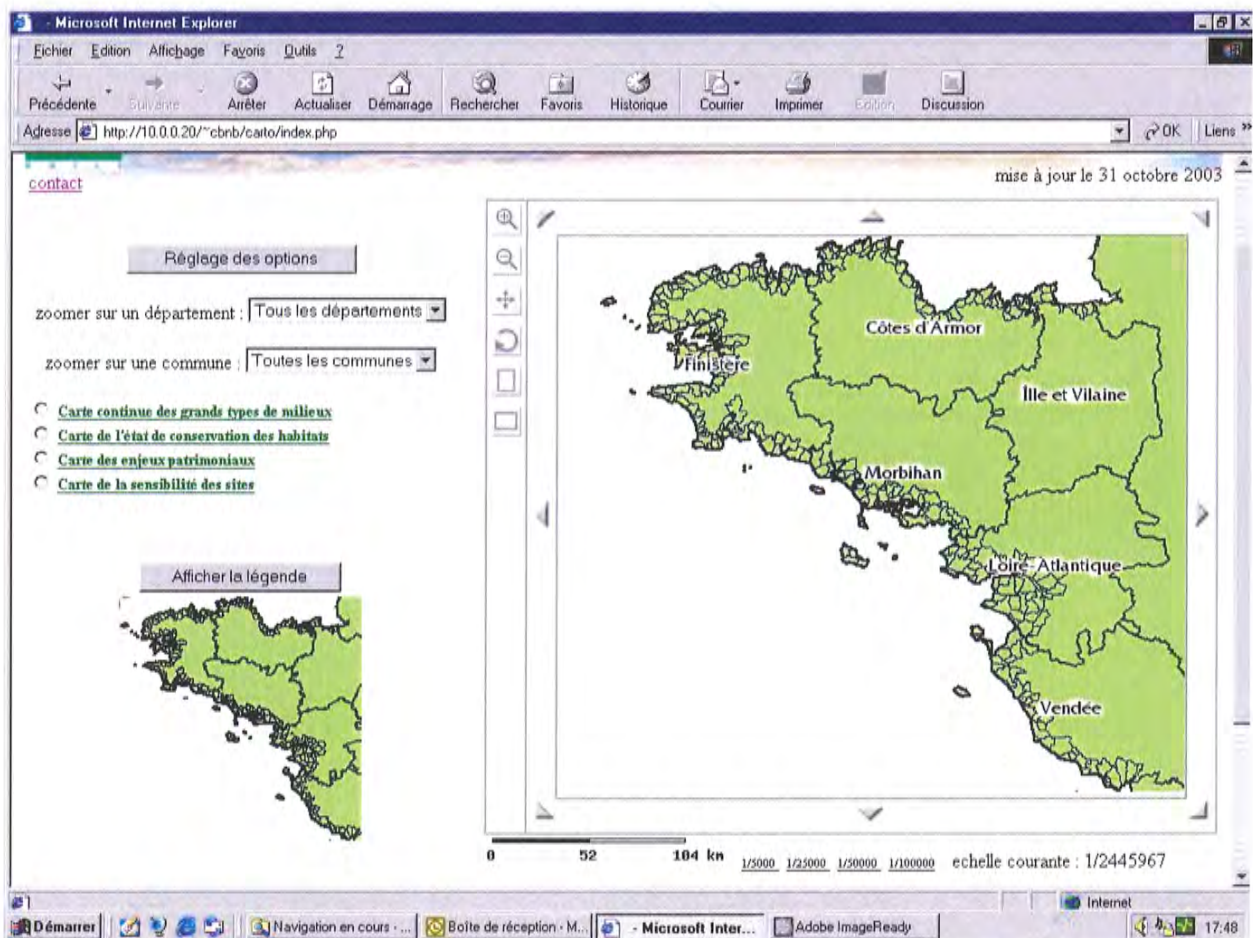 - Microsoft Internet Explorer
Fichier Edition Affichage Favoris Outils ?
Précédente Suivante Arrêter Actualiser Démarrage Rechercher Favoris Historique Courrier Imprimer Edition Discussion
Adresse http://10.0.0.20/~cbnb/carto/index.php OK Liens »
contact
mise à jour le 31 octobre 2003
Réglage des options
zoomer sur un département : Tous les départements
zoomer sur une commune : Toutes les communes
Carte continue des grands types de milieux
Carte de l'état de conservation des habitats
Carte des enjeux patrimoniaux
Carte de la sensibilité des sites
Afficher la légende
Côtes d'Armor
Finistère
Ille et Vilaine
Morbihan
Loire-Atlantique
Vendée
0 52 104 km
1/5000 1/25000 1/50000 1/100000 echelle courante : 1/2445967
Internet
Démarrer Navigation en cours - ... Boîte de réception - M... - Microsoft Inter... Adobe ImageReady 17:48